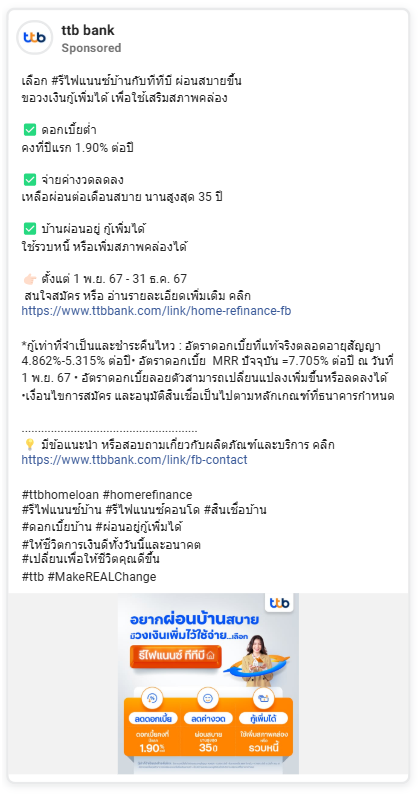 ttb
ttb bank
Sponsored
เลือก #รีไฟแนนซ์บ้านกับทีทีบี ผ่อนสบายขึ้น
ขอวงเงินกู้เพิ่มได้ เพื่อใช้เสริมสภาพคล่อง
✅ ดอกเบี้ยต่ำ
คงที่ปีแรก 1.90% ต่อปี
✅ จ่ายค่างวดลดลง
เหลือผ่อนต่อเดือนสบาย นานสูงสุด 35 ปี
✅ บ้านผ่อนอยู่ กู้เพิ่มได้
ใช้รวบหนี้ หรือเพิ่มสภาพคล่องได้
👉🏻 ตั้งแต่ 1 พ.ย. 67 - 31 ธ.ค. 67
สนใจสมัคร หรือ อ่านรายละเอียดเพิ่มเติม คลิก
https://www.ttbbank.com/link/home-refinance-fb
*กู้เท่าที่จำเป็นและชำระคืนไหว : อัตราดอกเบี้ยที่แท้จริงตลอดอายุสัญญา
4.862%-5.315% ต่อปี• อัตราดอกเบี้ย MRR ปัจจุบัน =7.705% ต่อปี ณ วันที่
1 พ.ย. 67 • อัตราดอกเบี้ยลอยตัวสามารถเปลี่ยนแปลงเพิ่มขึ้นหรือลดลงได้
•เงื่อนไขการสมัคร และอนุมัติสินเชื่อเป็นไปตามหลักเกณฑ์ที่ธนาคารกำหนด
......................................................
💡 มีข้อแนะนำ หรือสอบถามเกี่ยวกับผลิตภัณฑ์และบริการ คลิก
https://www.ttbbank.com/link/fb-contact
#ttbhomeloan #homerefinance
#รีไฟแนนซ์บ้าน #รีไฟแนนซ์คอนโด #สินเชื่อบ้าน
#ดอกเบี้ยบ้าน #ผ่อนอยู่กู้เพิ่มได้
#ให้ชีวิตการเงินดีทั้งวันนี้และอนาคต
#เปลี่ยนเพื่อให้ชีวิตคุณดีขึ้น
#ttb #MakeREALChange
ttb
อยากผ่อนบ้านสบาย
มีวงเงินเพิ่มไว้ใช้จ่าย...เลือก
รีไฟแนนซ์ ทีทีบี
ลดดอกเบี้ย ลดค่างวด กู้เพิ่มได้
ดอกเบี้ยคงที่ ผ่อนสบาย ใช้เพิ่มสภาพคล่อง
1.90% 35ปี รวบหนี้